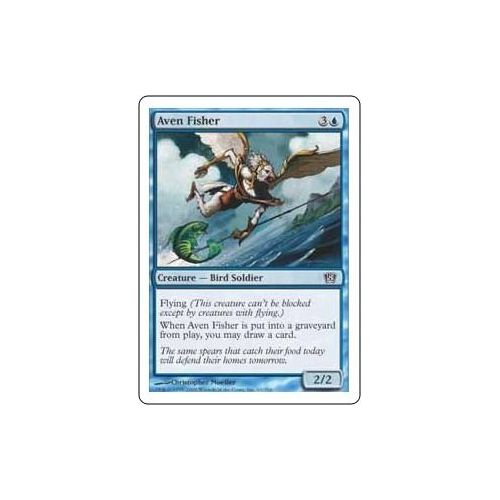 Aven Fisher 3
Creature — Bird Soldier
Flying (This creature can't be blocked
except by creatures with flying.)
When Aven Fisher is put into a graveyard
from play, you may draw a card.
The same spears that catch their food today
will defend their homes tomorrow.
Christopher Moeller
2/2